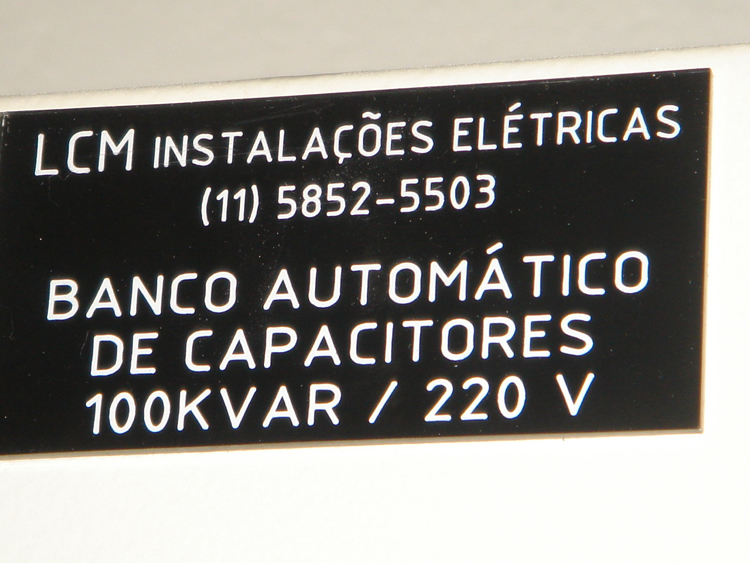 LCM INSTALAÇÕES ELÉTRICAS
(11) 5852-5503
BANCO AUTOMÁTICO
DE CAPACITORES
100KVAR / 220 V